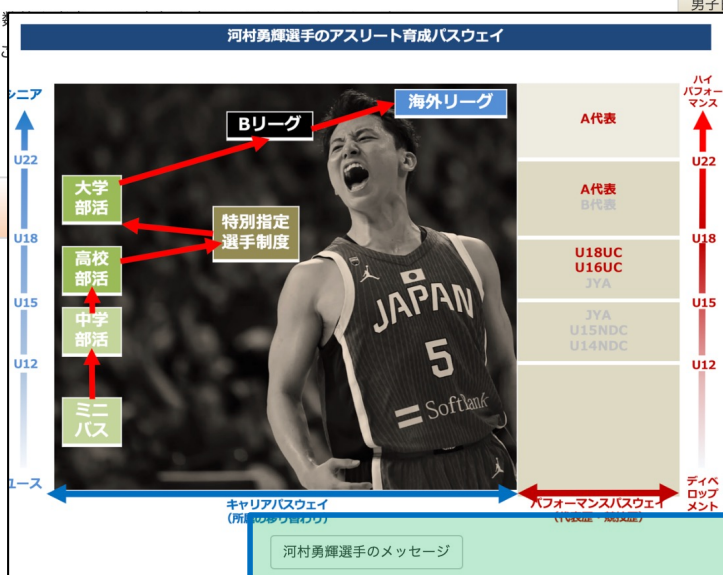 男子
河村勇輝選手のアスリート育成パスウェイ
シニア
U22
U18
U15
U12
ユース
Bリーグ
海外リーグ
大学
部活
特別指定
選手制度
高校
部活
中学
部活
ミニ
バス
JAPAN
5
SoftBank
A代表
A代表
B代表
U18UC
U16UC
JYA
JYA
U15NDC
U14NDC
ハイ
パフォー
マンス
U22
U18
U15
U12
ディベ
ロップ
メント
キャリアパスウェイ
(所属の移り替わり)
パフォーマンスパスウェイ
(代表歴・競技歴)
河村勇輝選手のメッセージ